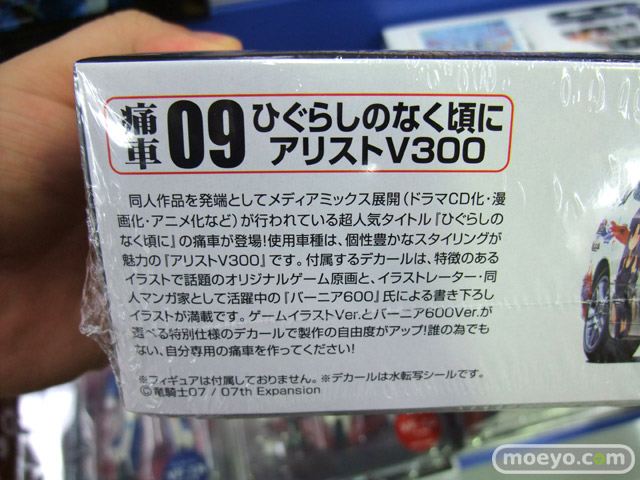 痛車 09 ひぐらしのなく頃に
アリストV300
同人作品を発端としてメディアミックス展開(ドラマCD化・漫
画化・アニメ化など)が行われている超人気タイトル『ひぐらしの
なく頃に』の痛車が登場!使用車種は、個性豊かなスタイリングが
魅力の『アリストV300』です。付属するデカールは、特徴のある
イラストで話題のオリジナルゲーム原画と、イラストレーター・同
人マンガ家として活躍中の『バーニア600』氏による書き下ろし
イラストが満載です。ゲームイラストVer.とバーニア600Ver.が
選べる特別仕様のデカールで製作の自由度がアップ!誰の為でも
ない、自分専用の痛車を作ってください!
※フィギュアは付属しておりません。※デカールは水転写シールです。
©竜騎士07 / 07th Expansion
moeyo.com